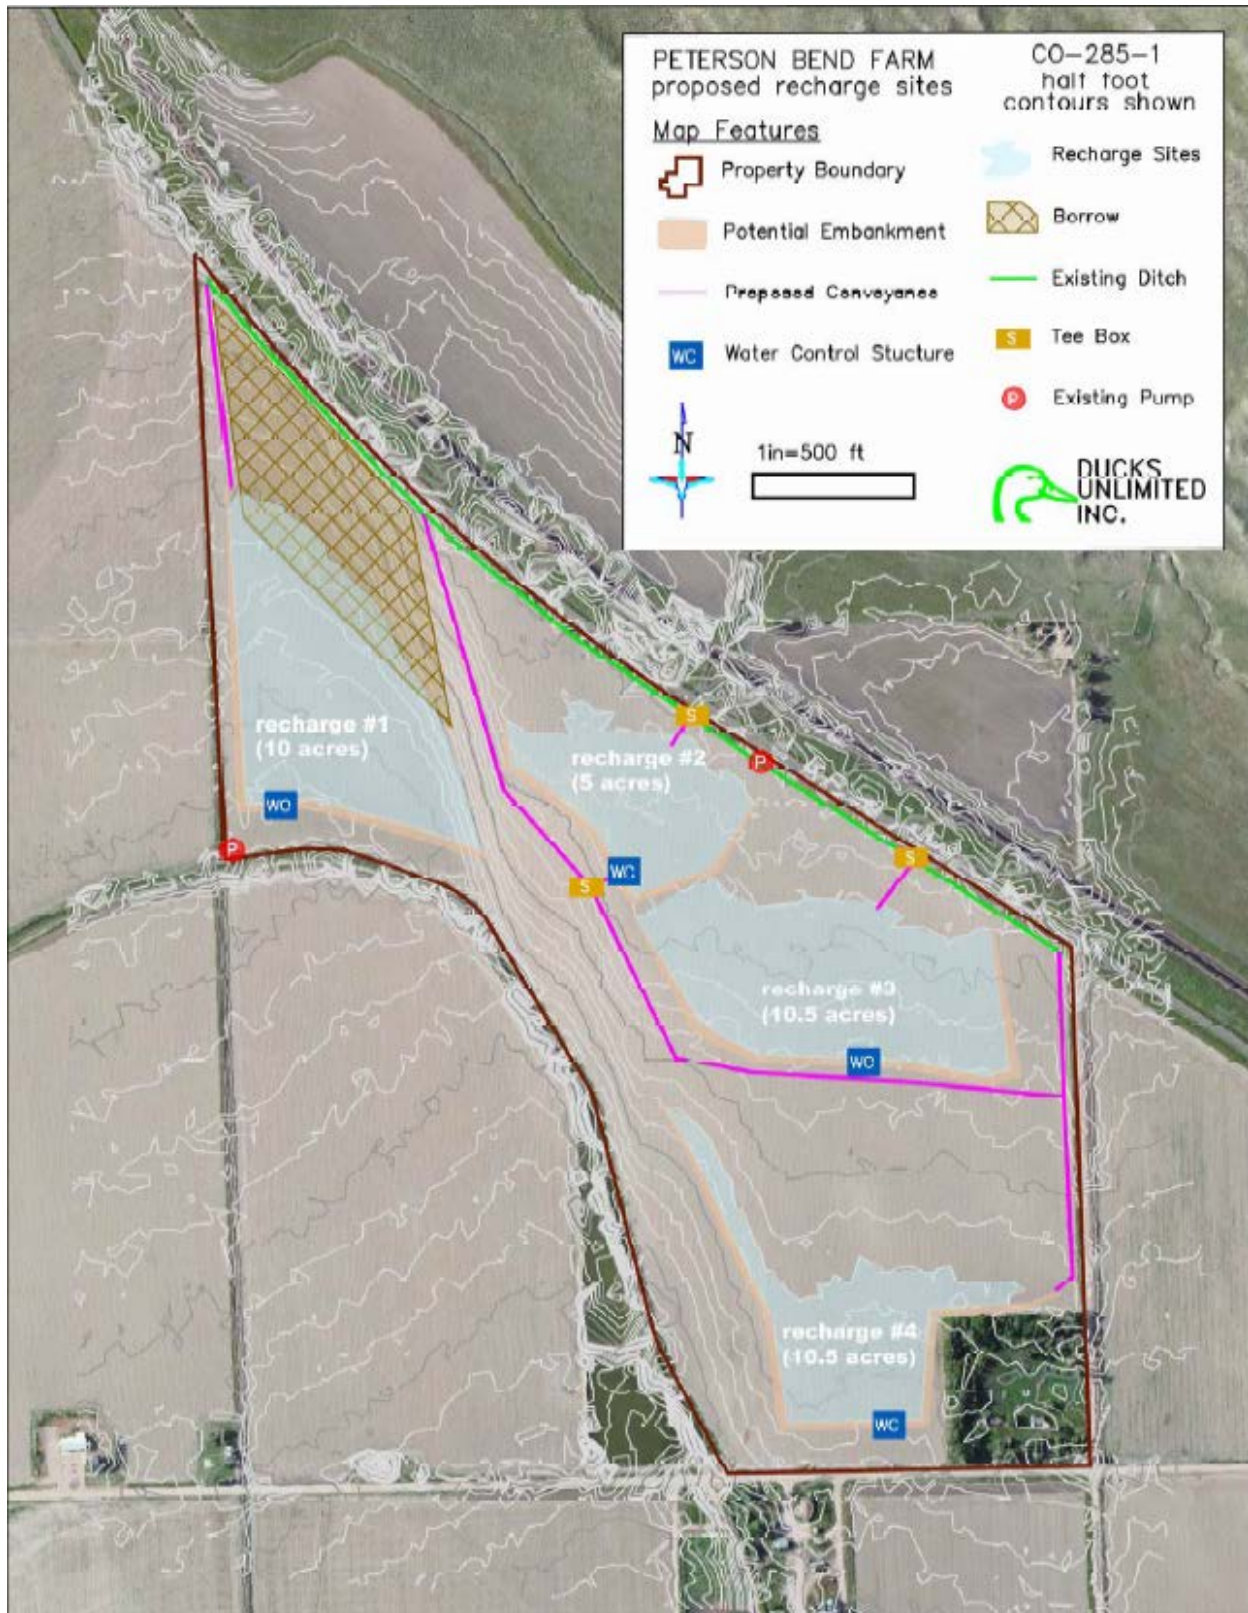 PETERSON BEND FARM
proposed recharge sites
CO-285-1
half foot
contours shown
Map Features
Property Boundary
Potential Embankment
Proposed Conveyance
WC Water Control Stucture
Recharge Sites
Borrow
Existing Ditch
S Tee Box
P Existing Pump
N
1in=500 ft
DUCKS
UNLIMITED
INC.
recharge #1
(10 acres)
WC
P
S
recharge #2
(5 acres)
P
WC
S
S
recharge #3
(10.5 acres)
WC
recharge #4
(10.5 acres)
WC